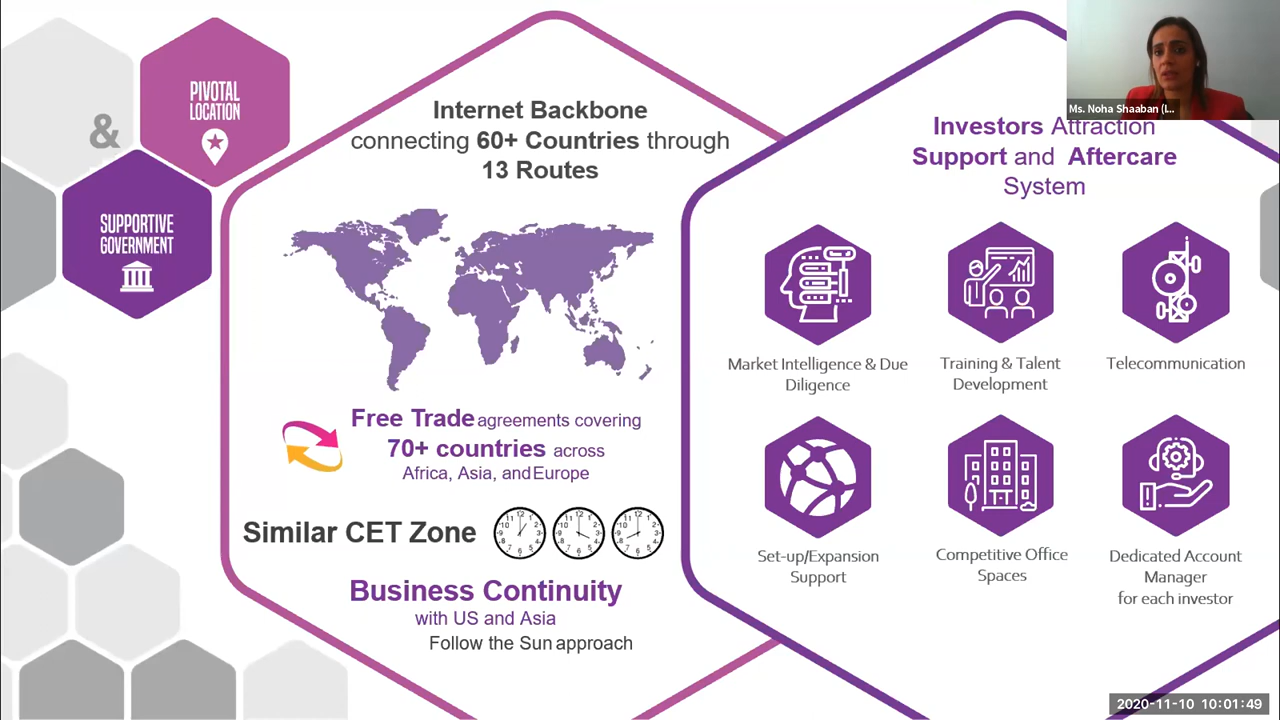 PIVOTAL
LOCATION
&
SUPPORTIVE
GOVERNMENT
Internet Backbone
connecting 60+ Countries through
13 Routes
Free Trade agreements covering
70+ countries across
Africa, Asia, and Europe
Similar CET Zone
Business Continuity
with US and Asia
Follow the Sun approach
Ms. Noha Shaaban (I...
Investors Attraction
Support and Aftercare
System
Market Intelligence & Due
Diligence
Training & Talent
Development
Telecommunication
Set-up/Expansion
Support
Competitive Office
Spaces
Dedicated Account
Manager
for each investor
2020-11-10 10:01:49